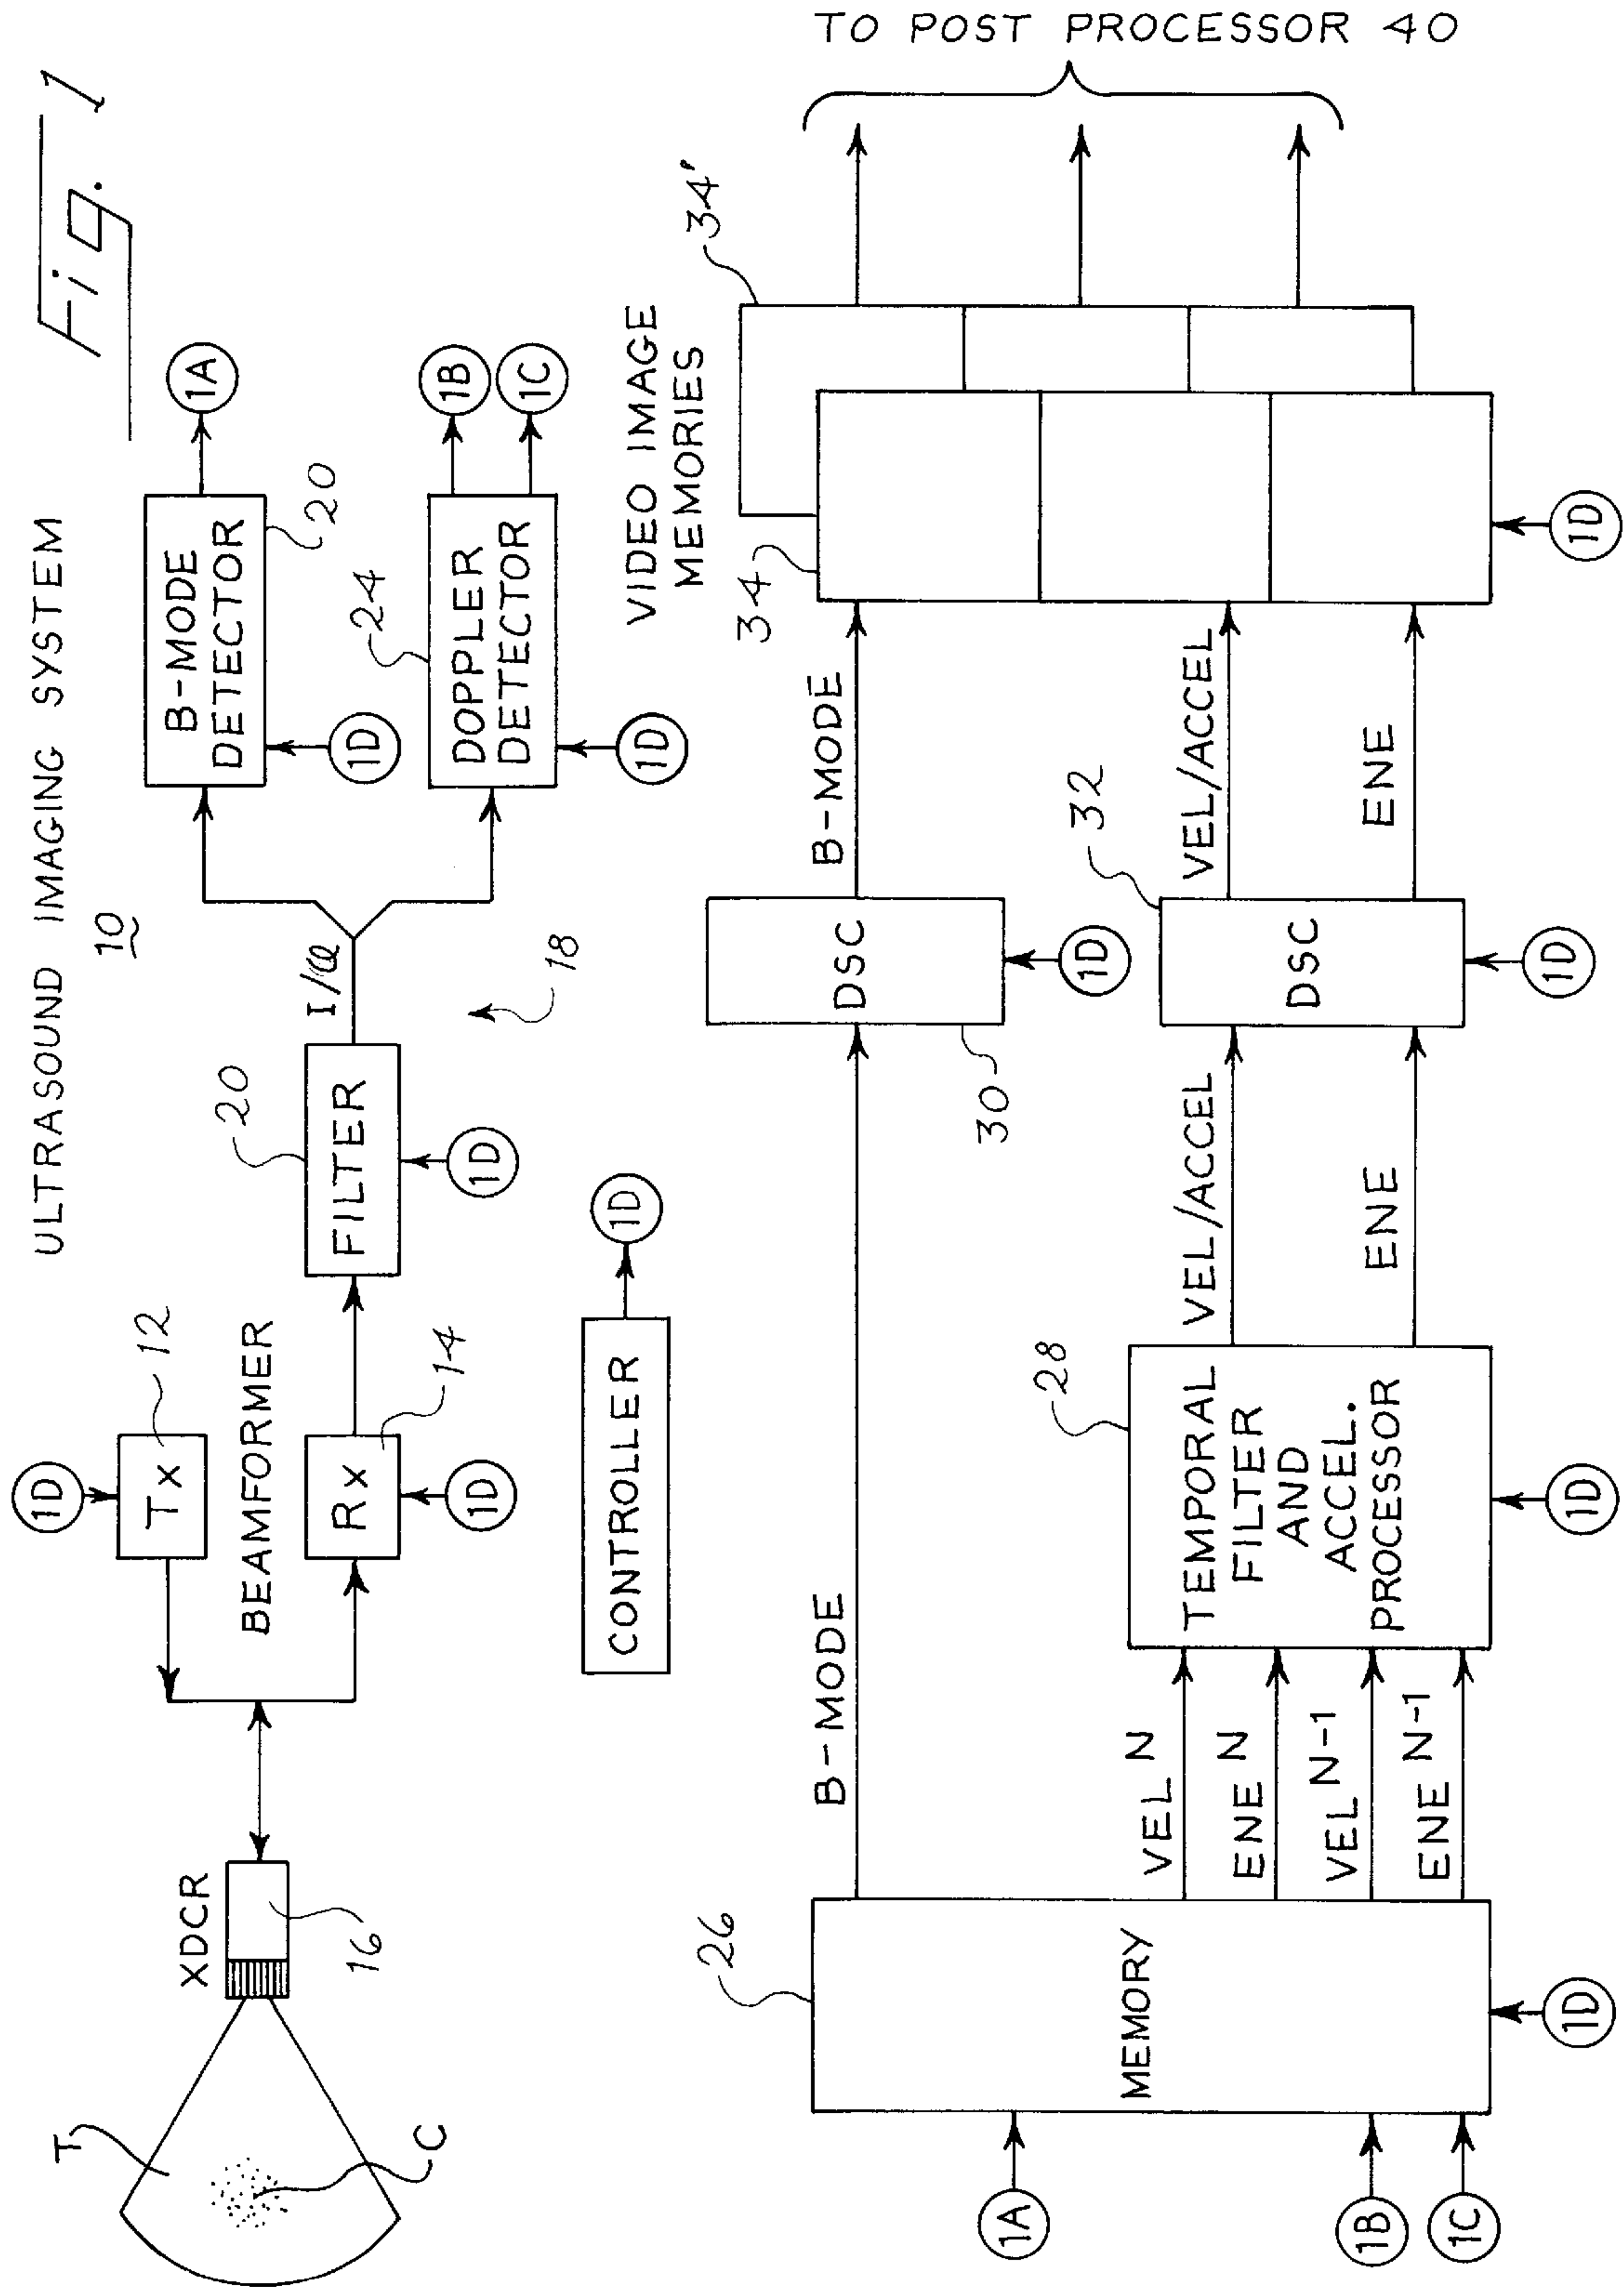 Fig. 1
ULTRASOUND IMAGING SYSTEM
10
T
C
XDCR
16
1D
Tx
12
BEAMFORMER
Rx
14
1D
FILTER
20
1D
I/Q
18
B-MODE
DETECTOR
20
1D
1A
24
DOPPLER
DETECTOR
1D
1B
1C
CONTROLLER
1D
1A
1B
1C
26
MEMORY
1D
B-MODE
VEL N
ENE N
VEL N-1
ENE N-1
28
TEMPORAL
FILTER
AND
ACCEL.
PROCESSOR
1D
VEL/ACCEL
ENE
DSC
30
1D
32
DSC
1D
B-MODE
VEL/ACCEL
ENE
VIDEO IMAGE
MEMORIES
34
34'
1D
TO POST PROCESSOR 40